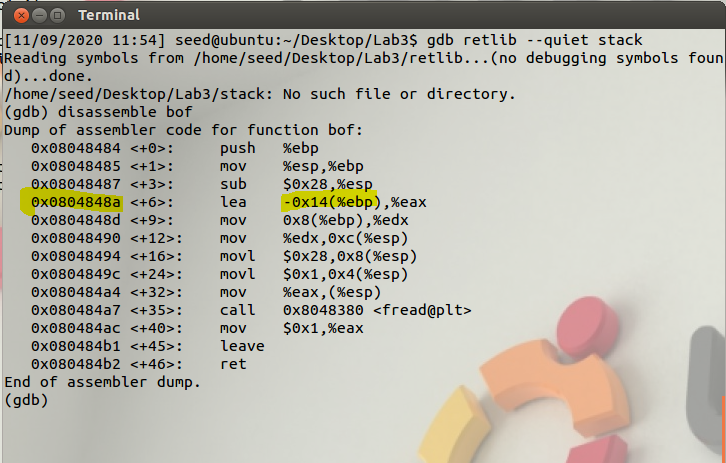 Terminal
[11/09/2020 11:54] seed@ubuntu:~/Desktop/Lab3$ gdb retlib --quiet stack
Reading symbols from /home/seed/Desktop/Lab3/retlib...(no debugging symbols foun
d)...done.
/home/seed/Desktop/Lab3/stack: No such file or directory.
(gdb) disassemble bof
Dump of assembler code for function bof:
   0x08048484 <+0>:     push   %ebp
   0x08048485 <+1>:     mov    %esp,%ebp
   0x08048487 <+3>:     sub    $0x28,%esp
   0x0804848a <+6>:     lea    -0x14(%ebp),%eax
   0x0804848d <+9>:     mov    0x8(%ebp),%edx
   0x08048490 <+12>:    mov    %edx,0xc(%esp)
   0x08048494 <+16>:    movl   $0x28,0x8(%esp)
   0x0804849c <+24>:    movl   $0x1,0x4(%esp)
   0x080484a4 <+32>:    mov    %eax,(%esp)
   0x080484a7 <+35>:    call   0x8048380 <fread@plt>
   0x080484ac <+40>:    mov    $0x1,%eax
   0x080484b1 <+45>:    leave
   0x080484b2 <+46>:    ret
End of assembler dump.
(gdb)